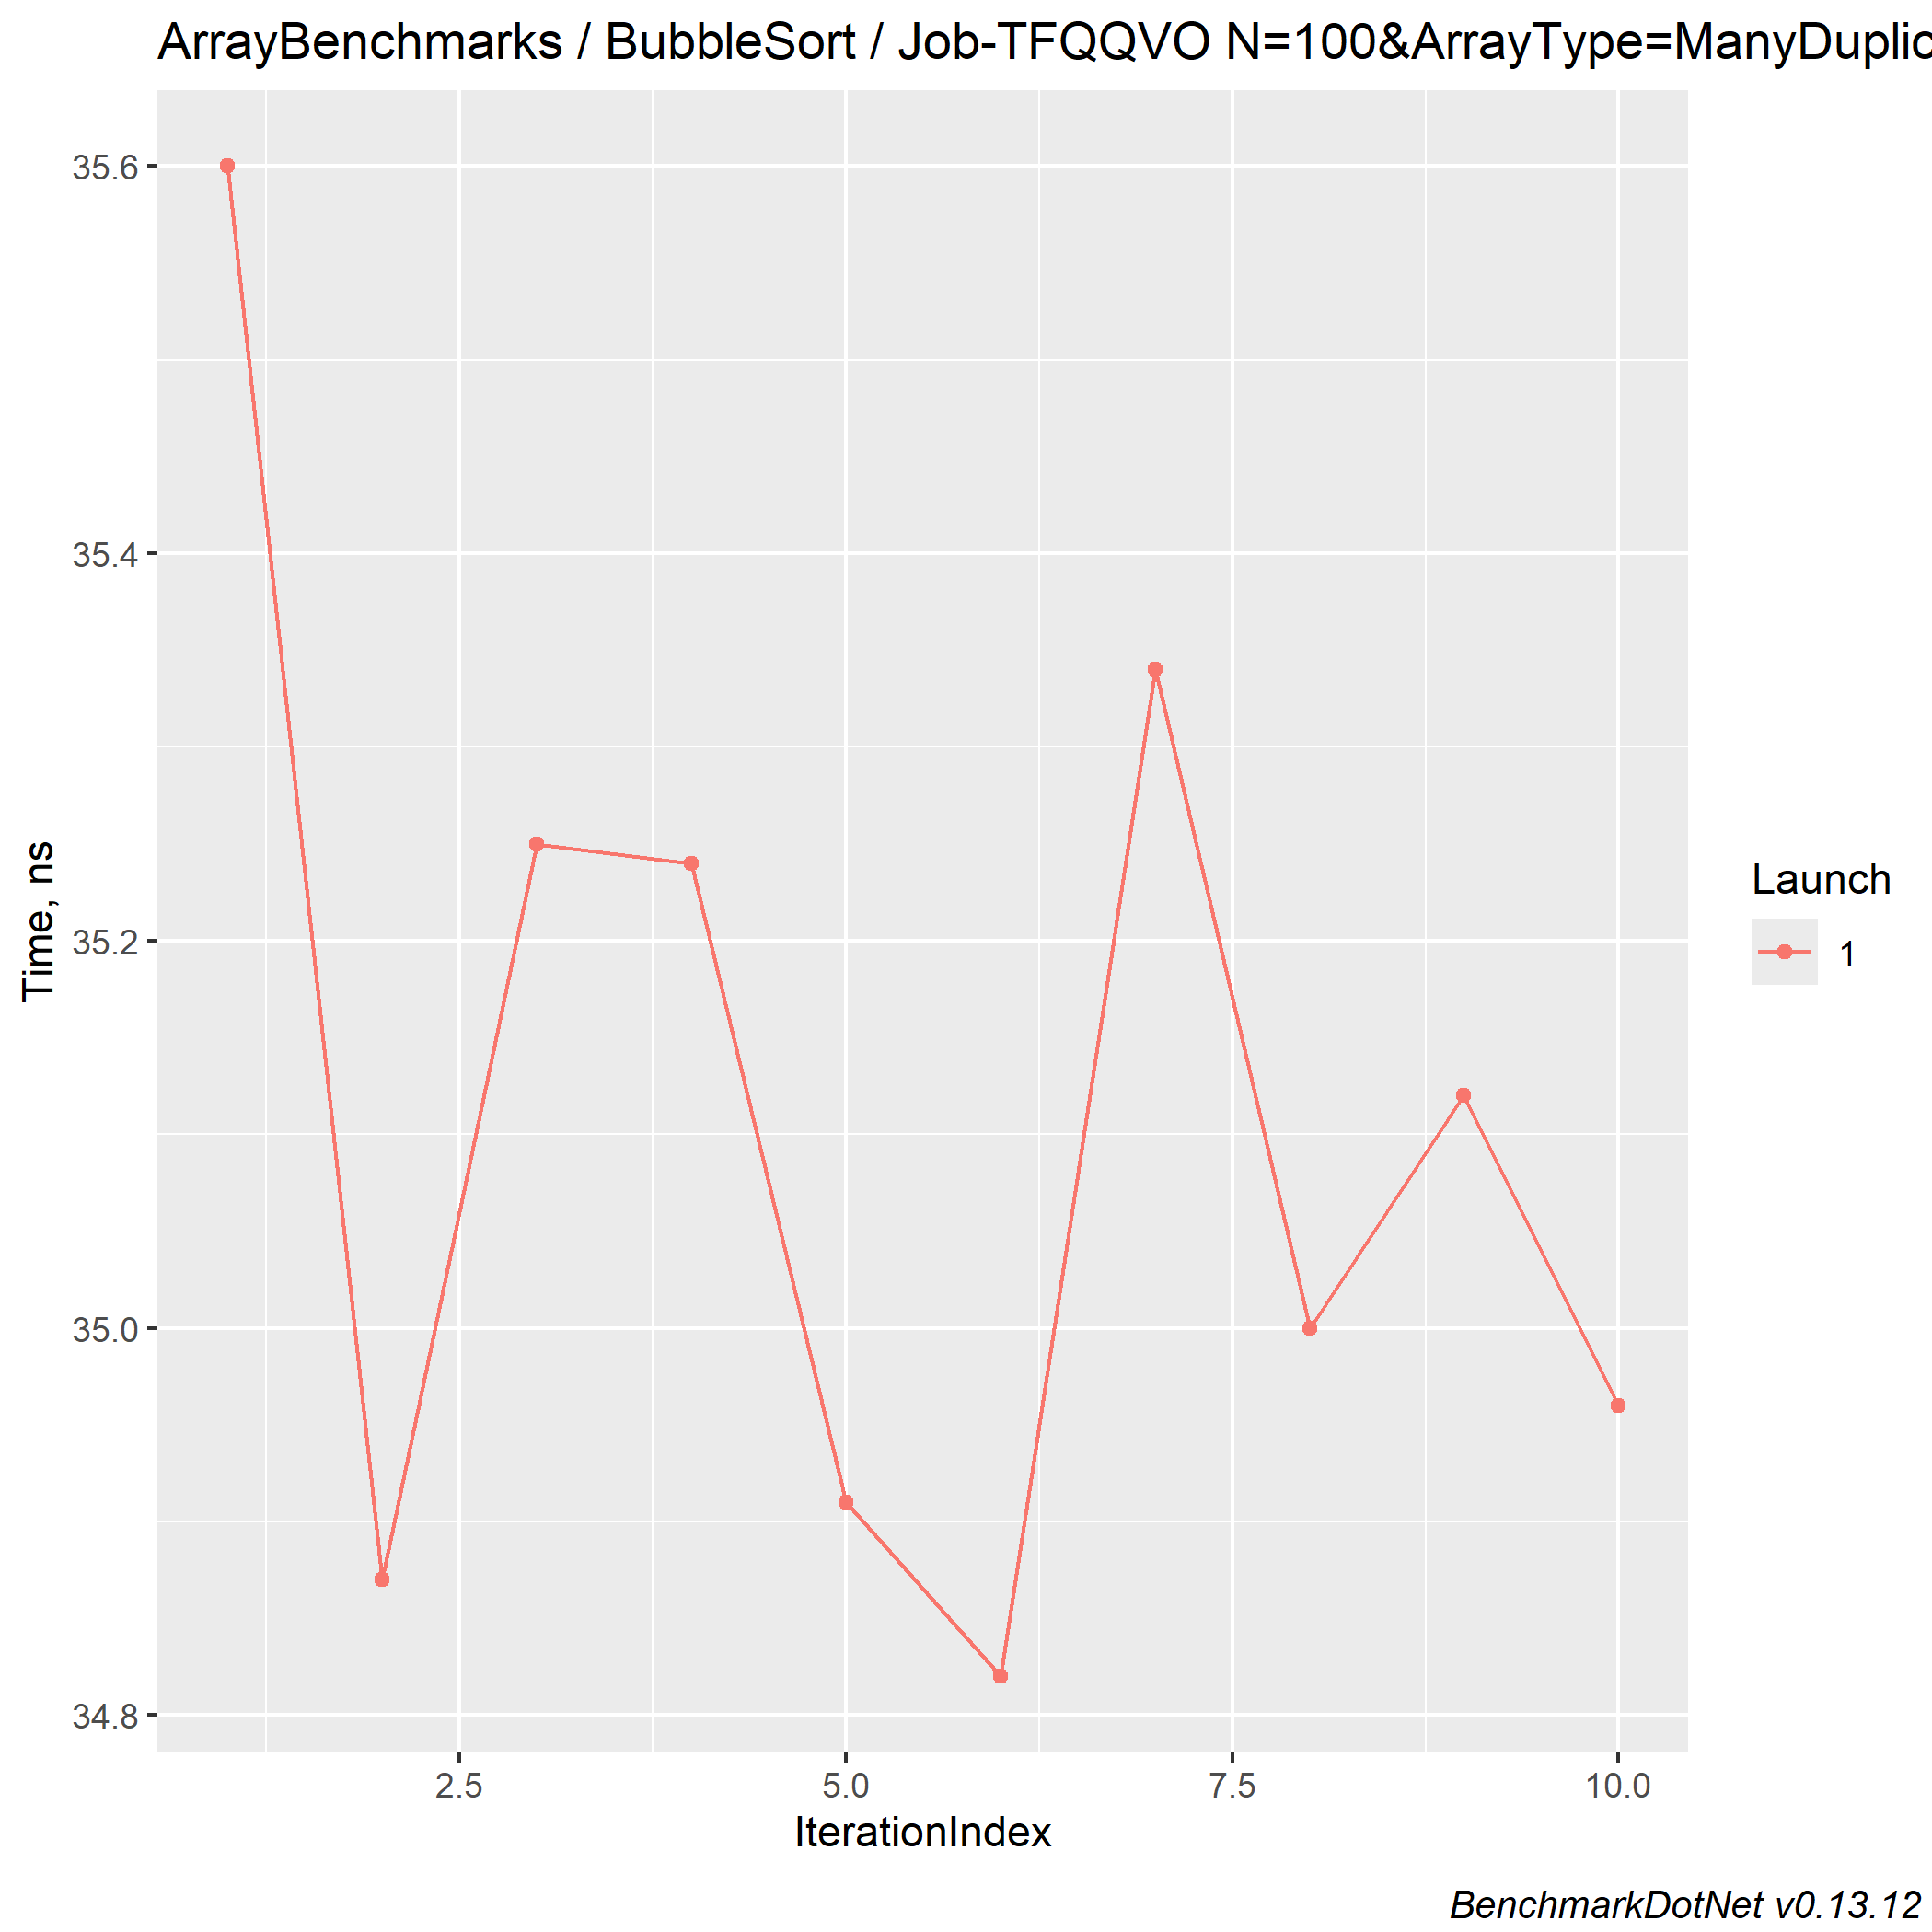 ArrayBenchmarks / BubbleSort / Job-TFQQVO N=100&ArrayType=ManyDuplic
35.6
35.4
35.2
35.0
34.8
Time, ns
2.5 5.0 7.5 10.0
IterationIndex
Launch
1
BenchmarkDotNet v0.13.12